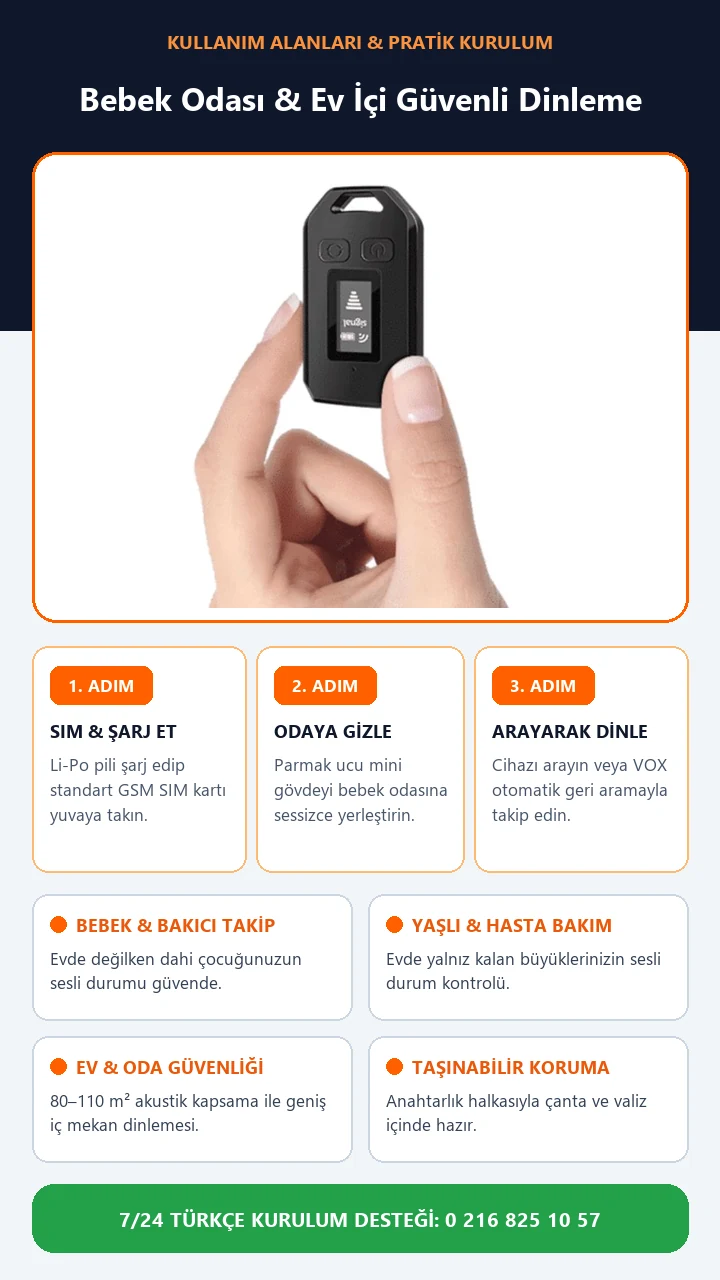 KULLANIM ALANLARI & PRATİK KURULUM
Bebek Odası & Ev İçi Güvenli Dinleme
signal
1. ADIM
SIM & ŞARJ ET
Li-Po pili şarj edip
standart GSM SIM kartı
yuvaya takın.
2. ADIM
ODAYA GİZLE
Parmak ucu mini
gövdeyi bebek odasına
sessizce yerleştirin.
3. ADIM
ARAYARAK DİNLE
Cihazı arayın veya VOX
otomatik geri aramayla
takip edin.
BEBEK & BAKICI TAKİP
Evde değilken dahi çocuğunuzun
sesli durumu güvende.
YAŞLI & HASTA BAKIM
Evde yalnız kalan büyüklerinizin sesli
durum kontrolü.
EV & ODA GÜVENLİĞİ
80–110 m² akustik kapsama ile geniş
iç mekan dinlemesi.
TAŞINABİLİR KORUMA
Anahtarlık halkasıyla çanta ve valiz
içinde hazır.
7/24 TÜRKÇE KURULUM DESTEĞİ: 0 216 825 10 57